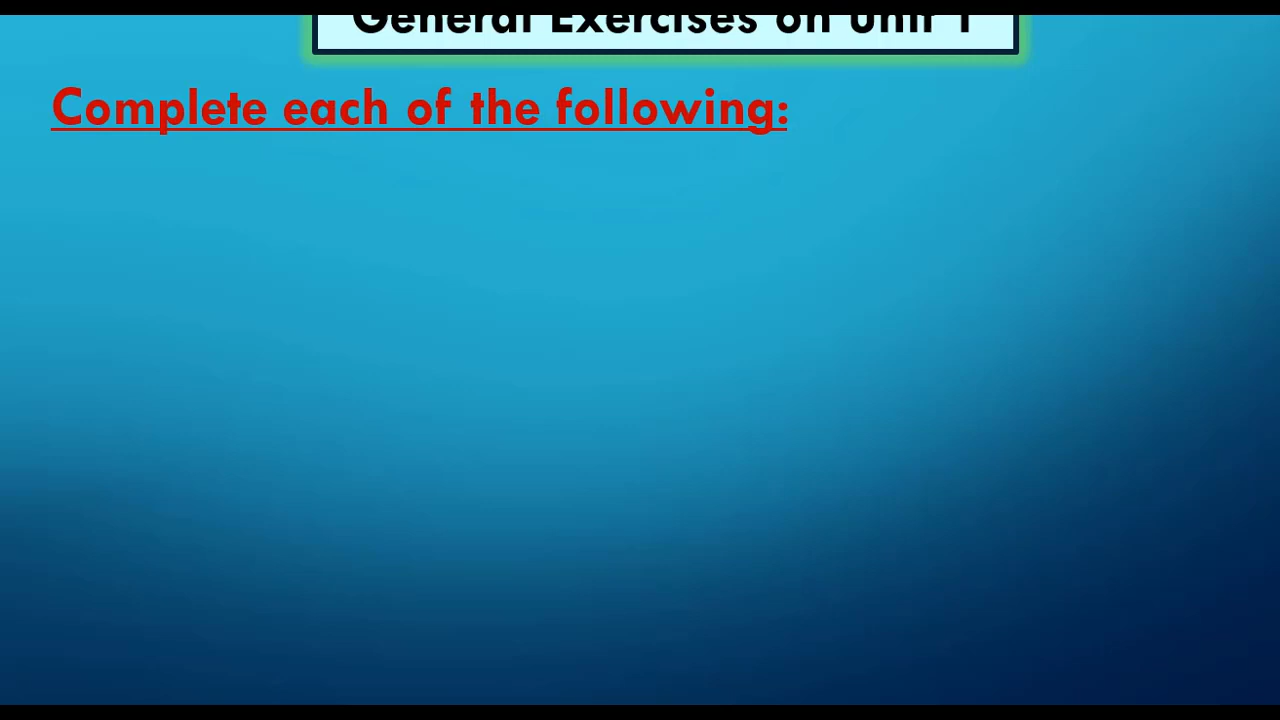 General Exercises on Unit 1
Complete each of the following: